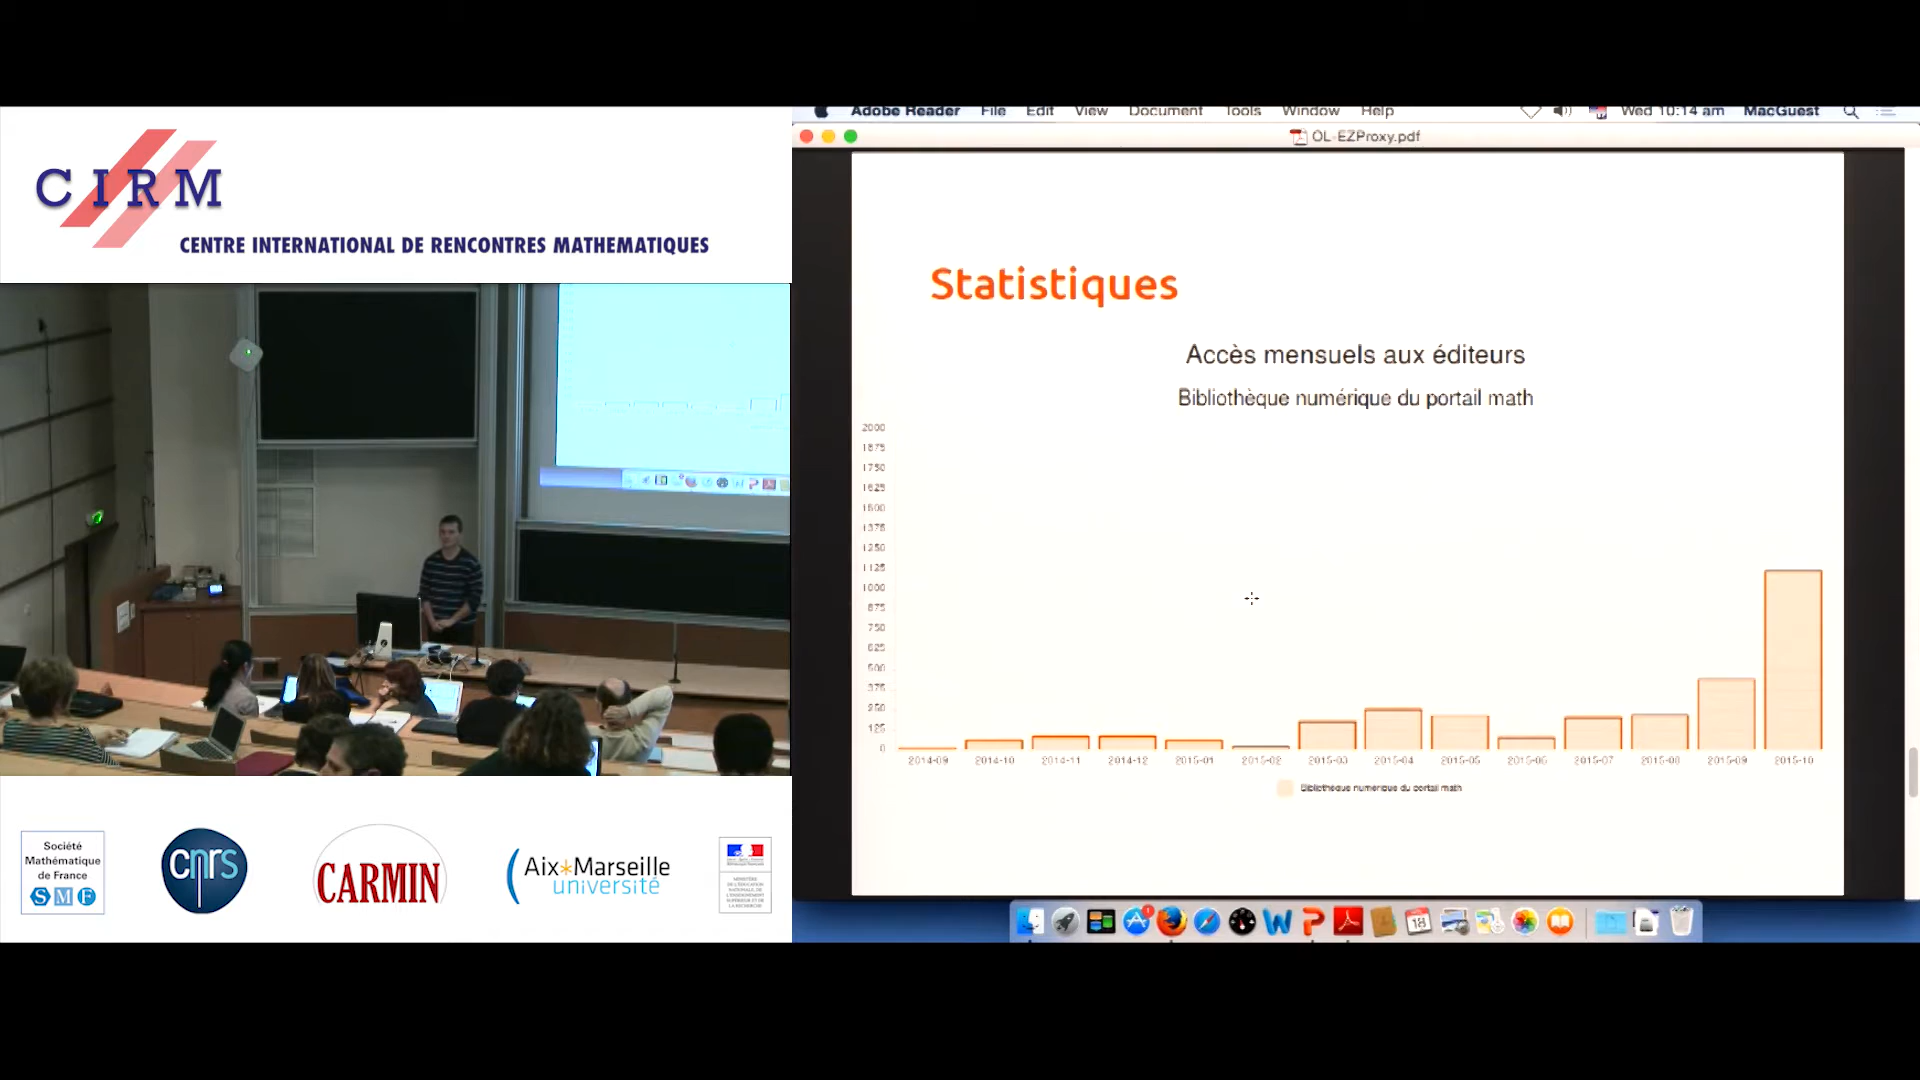 CIRM
CENTRE INTERNATIONAL DE RENCONTRES MATHEMATIQUES
Société
Mathématique
de France
SMF
cnrs
CARMIN
Aix*Marseille
université
Adobe Reader File Edit View Document Tools Window Help Wed 10:14 am MacGuest
OL-EZProxy.pdf
Statistiques
Accès mensuels aux éditeurs
Bibliothèque numérique du portail math
2000
1875
1750
1625
1500
1375
1250
1125
1000
875
750
625
500
375
250
125
0
2014-09 2014-10 2014-11 2014-12 2015-01 2015-02 2015-03 2015-04 2015-05 2015-06 2015-07 2015-08 2015-09 2015-10
Bibliothèque numérique du portail math
18